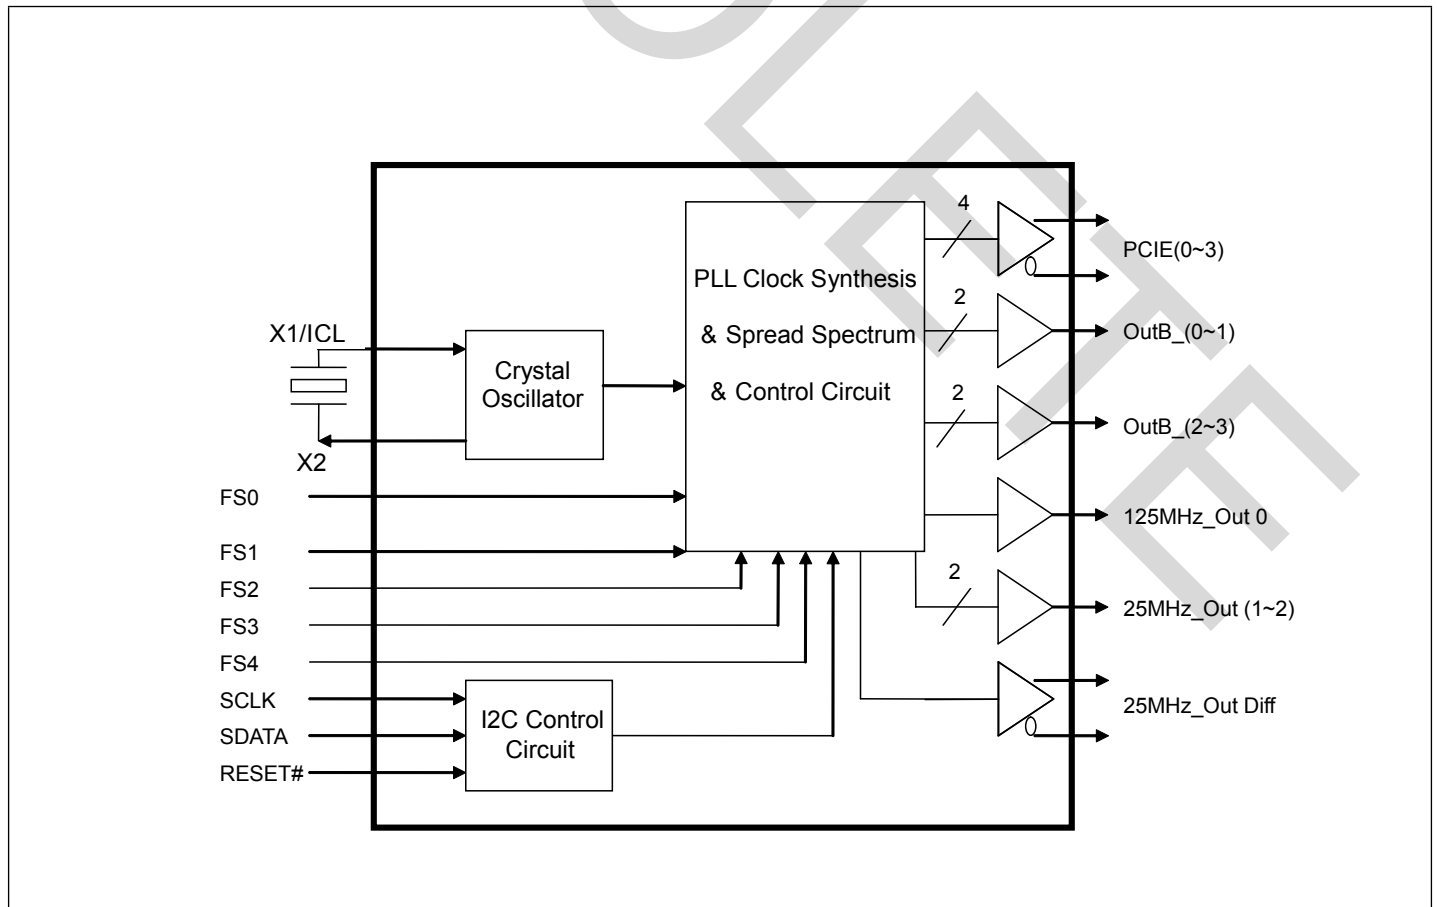 4
PCIE(0~3)
PLL Clock Synthesis
2
X1/ICL
& Spread Spectrum
OutB_(0~1)
Crystal
Oscillator
& Control Circuit
2
OutB_(2~3)
X2
FS0
125MHz_Out 0
FS1
2
FS2
25MHz_Out (1~2)
FS3
FS4
SCLK
25MHz_Out Diff
I2C Control
Circuit
SDATA
RESET#
OLETE